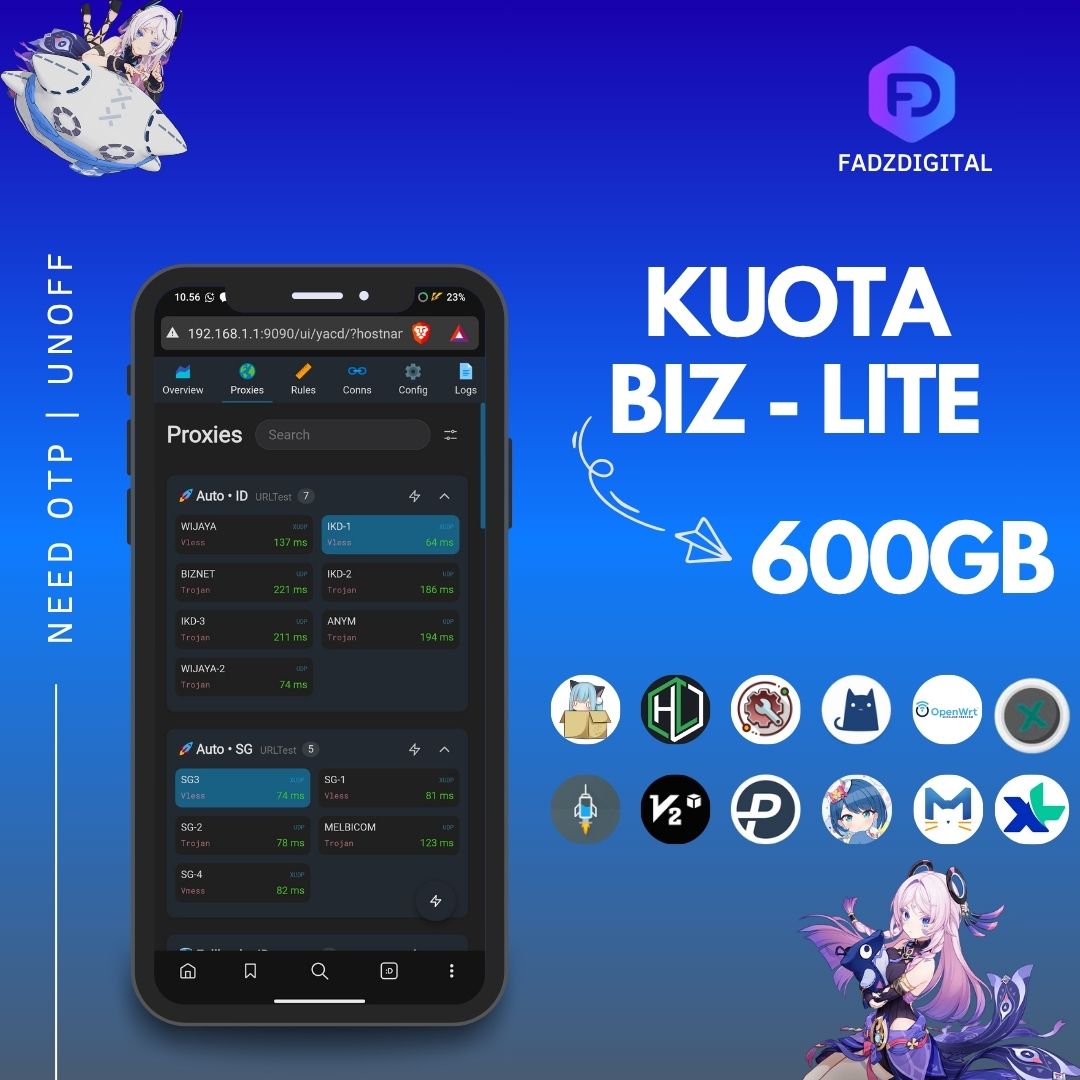 FADZDIGITAL
NEED OTP | UNOFF
KUOTA
BIZ - LITE
600GB
10.56
23%
192.168.1.1:9090/ui/yacd/?hostnar
Overview Proxies Rules Conns Config Logs
Proxies
Search
Auto • ID URLTest 7
WIJAYA XUDP
Vless 137 ms
IKD-1 XUDP
Vless 64 ms
BIZNET UDP
Trojan 221 ms
IKD-2 UDP
Trojan 186 ms
IKD-3 UDP
Trojan 211 ms
ANYM UDP
Trojan 194 ms
WIJAYA-2 UDP
Trojan 74 ms
Auto • SG URLTest 5
SG3 XUDP
Vless 74 ms
SG-1 XUDP
Vless 81 ms
SG-2 UDP
Trojan 78 ms
MELBICOM UDP
Trojan 123 ms
SG-4 XUDP
Vmess 82 ms
:D
OpenWrt
V2
XL